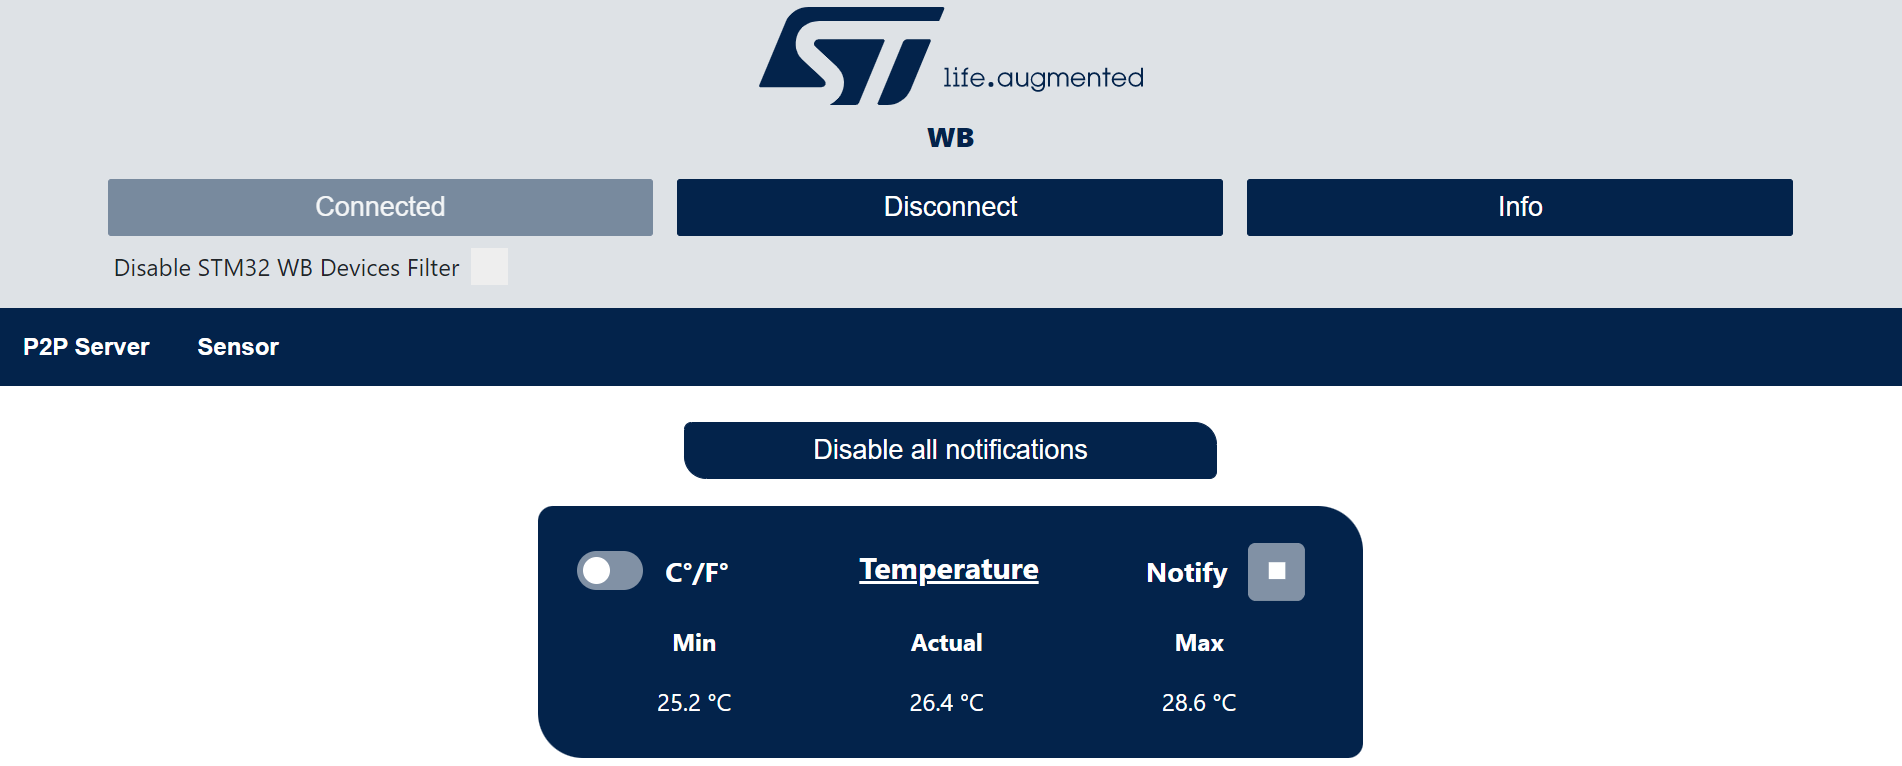 ST life.augmented
WB
Connected Disconnect Info
Disable STM32 WB Devices Filter
P2P Server Sensor
Disable all notifications
C°/F° Temperature Notify
Min Actual Max
25.2 °C 26.4 °C 28.6 °C